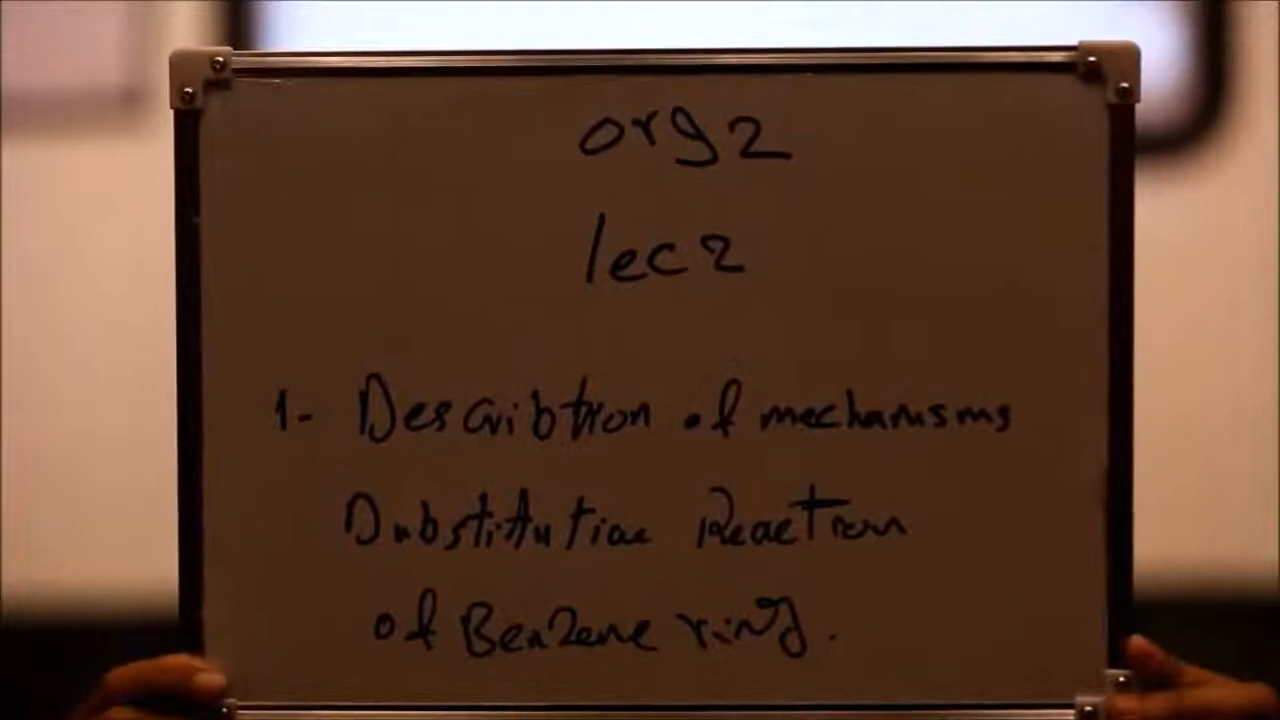 org 2
lec 2
1- Describtion of mechanisms
Substitution Reaction
of Benzene ring.